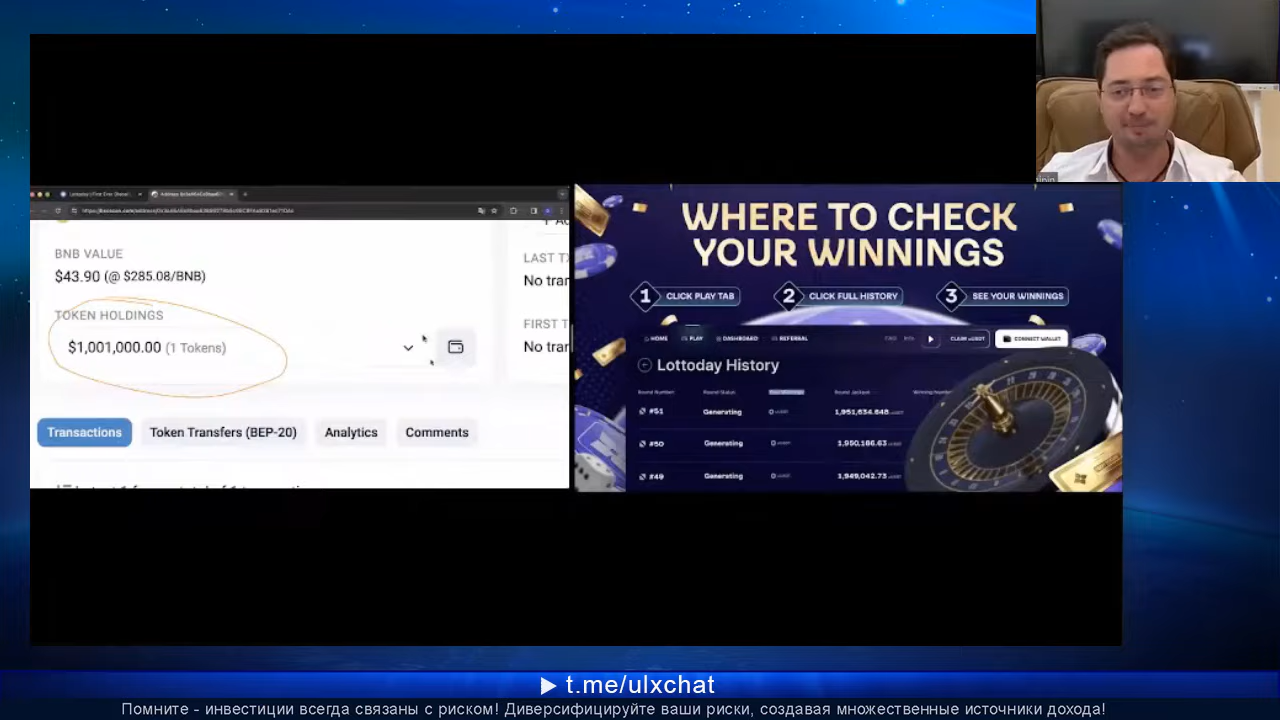 BNB VALUE
$43.90 (@ $285.08/BNB)
TOKEN HOLDINGS
$1,001,000.00 (1 Tokens)
LAST T
No tran
FIRST T
No tran
Transactions
Token Transfers (BEP-20)
Analytics
Comments
WHERE TO CHECK
YOUR WINNINGS
1 CLICK PLAY TAB
2 CLICK FULL HISTORY
3 SEE YOUR WINNINGS
HOME PLAY DASHBOARD REFERRAL
CLAIM CONNECT WALLET
Lottoday History
Round Number: Round Status: Round Jackpot:
#51 Generating 0 1,951,634.648
#50 Generating 0 1,950,186.63
#49 Generating 0 1,949,042.73
▶ t.me/ulxchat
Помните - инвестиции всегда связаны с риском! Диверсифицируйте ваши риски, создавая множественные источники дохода!